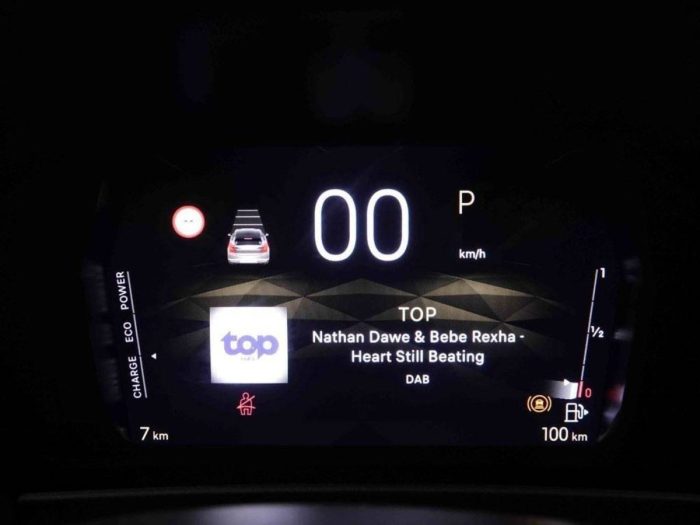 00
P
km/h
POWER
ECO
CHARGE
1
1/2
0
top
TOP
Nathan Dawe & Bebe Rexha -
Heart Still Beating
DAB
7 km
100 km